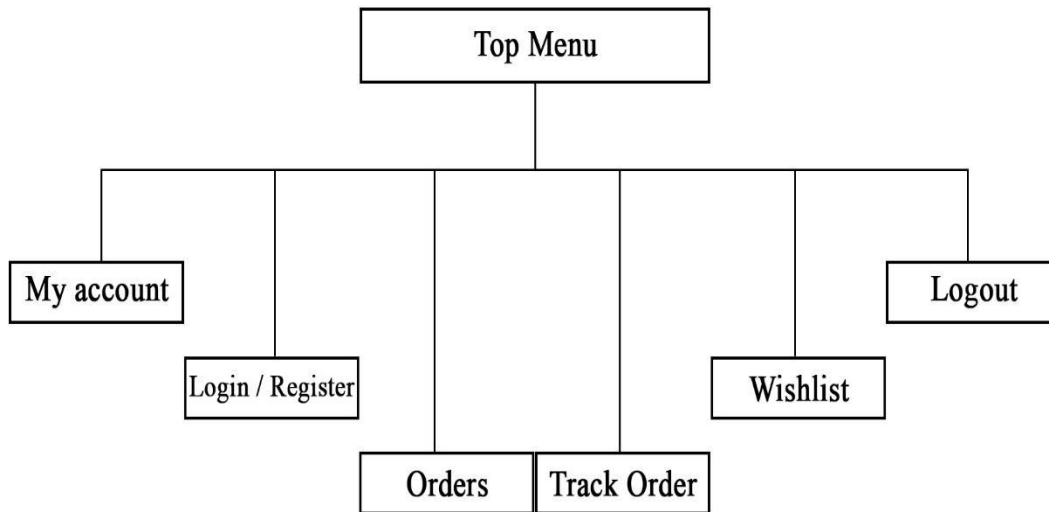 Top Menu
My account
Logout
Login / Register
Wishlist
Orders
Track Order